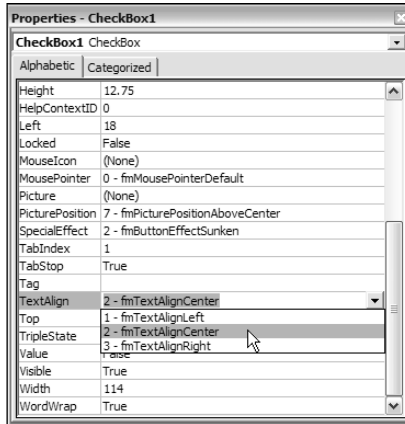 Properties - CheckBox1
CheckBox1 CheckBox
Alphabetic Categorized
Height 12.75
HelpContextID 0
Left 18
Locked False
MouseIcon (None)
MousePointer 0 - fmMousePointerDefault
Picture (None)
PicturePosition 7 - fmPicturePositionAboveCenter
SpecialEffect 2 - fmButtonEffectSunken
TabIndex 1
TabStop True
Tag
TextAlign 2 - fmTextAlignCenter
Top 1 - fmTextAlignLeft
TripleState 2 - fmTextAlignCenter
3 - fmTextAlignRight
Value False
Visible True
Width 114
WordWrap True